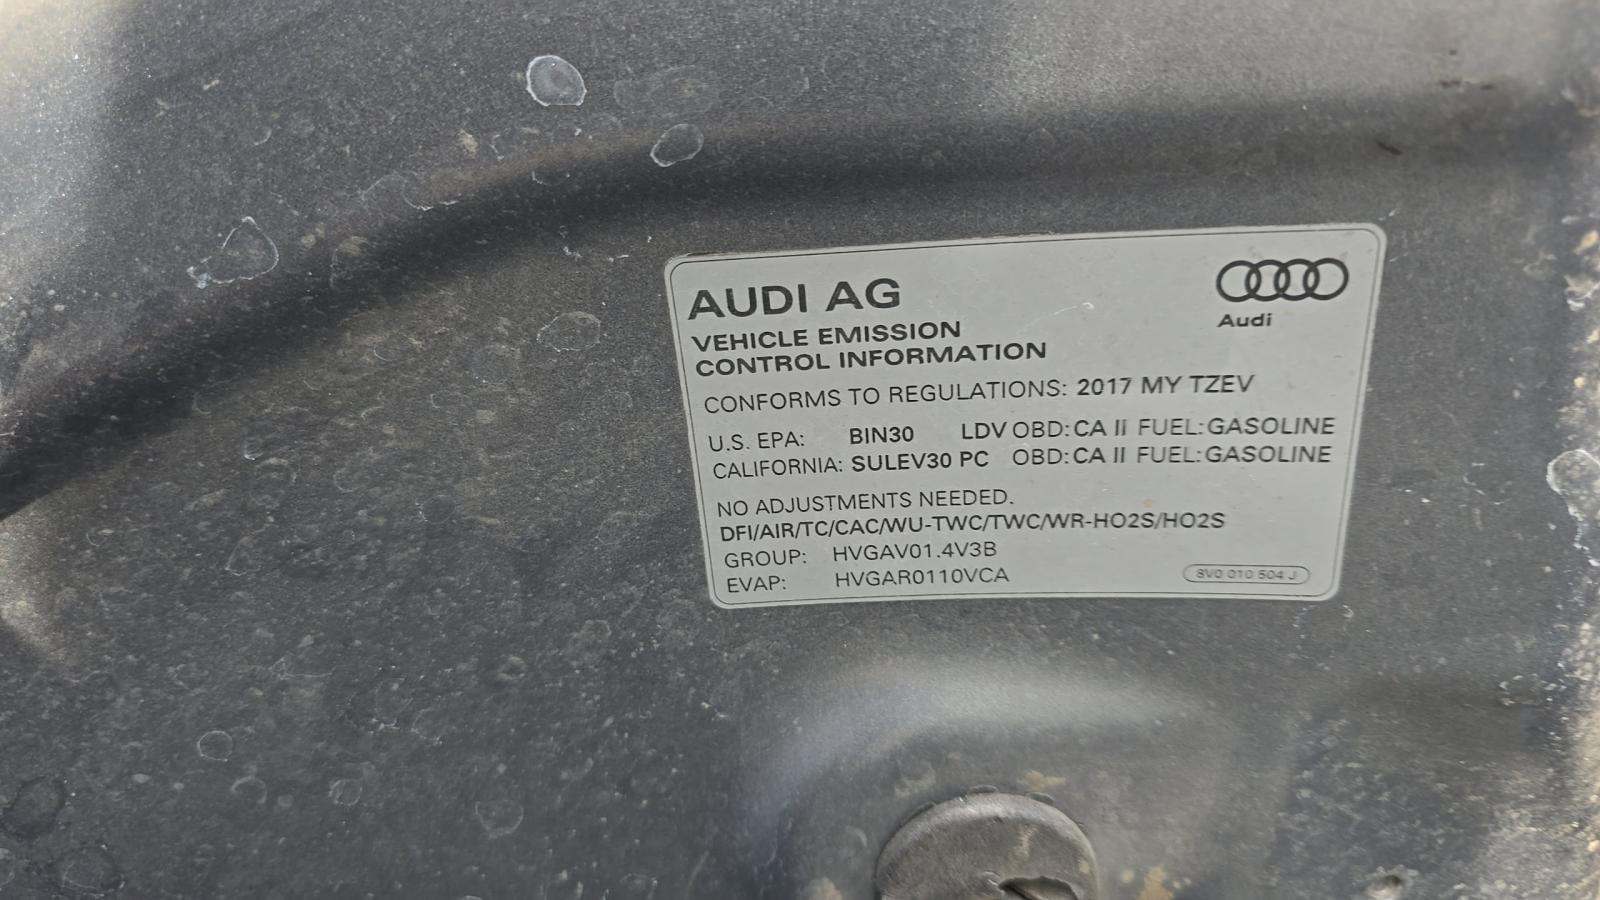 AUDI AG
Audi
VEHICLE EMISSION
CONTROL INFORMATION
CONFORMS TO REGULATIONS: 2017 MY TZEV
U.S. EPA: BIN30 LDV OBD: CA II FUEL: GASOLINE
CALIFORNIA: SULEV30 PC OBD: CA II FUEL: GASOLINE
NO ADJUSTMENTS NEEDED.
DFI/AIR/TC/CAC/WU-TWC/TWC/WR-HO2S/HO2S
GROUP: HVGAV01.4V3B
EVAP: HVGAR0110VCA
8V0 010 504 J